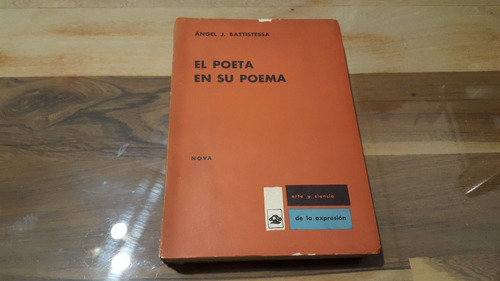 ÁNGEL J. BATTISTESSA
EL POETA
EN SU POEMA
NOVA
arte y ciencia
de la expresión